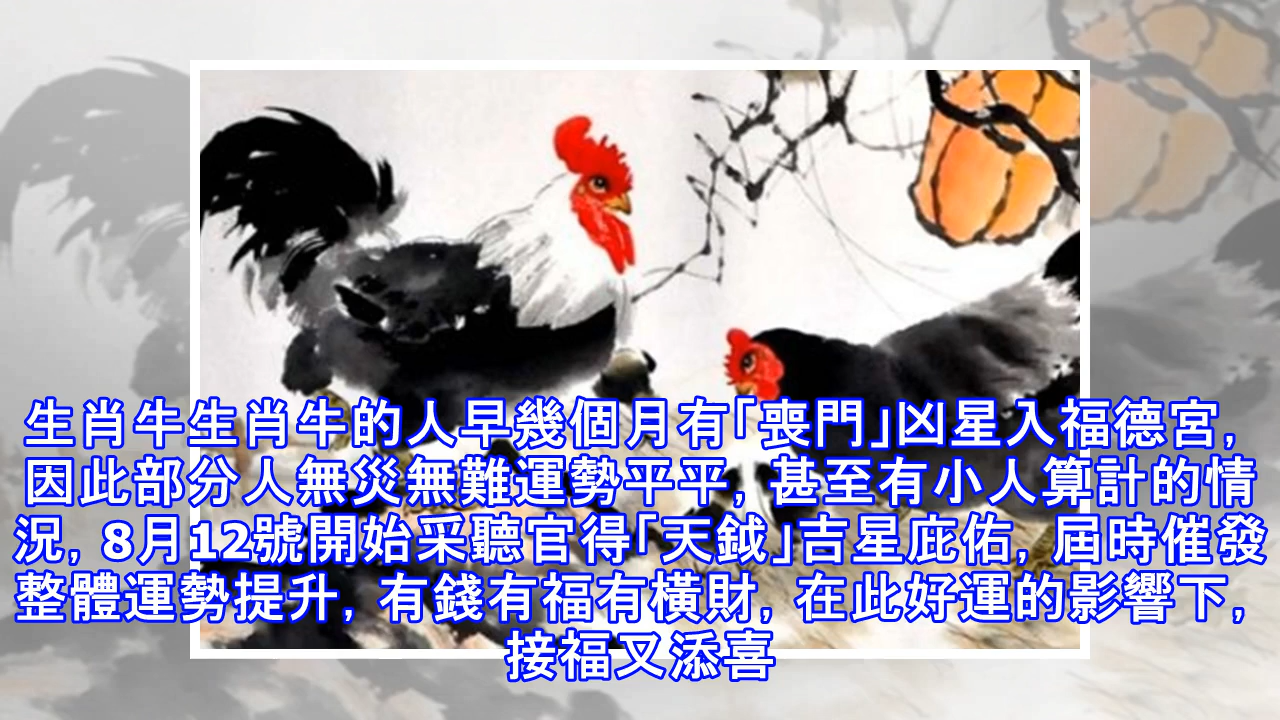 生肖牛生肖牛的人早幾個月有「喪門」凶星入福德宮,
因此部分人無災無難運勢平平, 甚至有小人算計的情
況, 8月12號開始采聽官得「天鉞」吉星庇佑, 屆時催發
整體運勢提升, 有錢有福有橫財, 在此好運的影響下,
接福又添喜